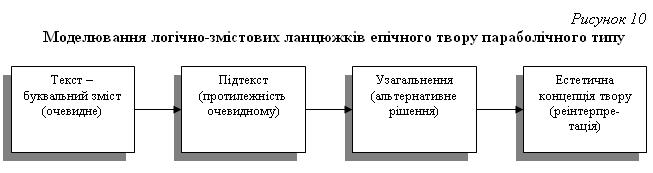 Рисунок 10
Моделювання логічно-змістових ланцюжків епічного твору параболічного типу
Текст –
буквальний зміст
(очевидне)
Підтекст
(протилежність
очевидному)
Узагальнення
(альтернативне
рішення)
Естетична
концепція твору
(реінтерпре-
тація)